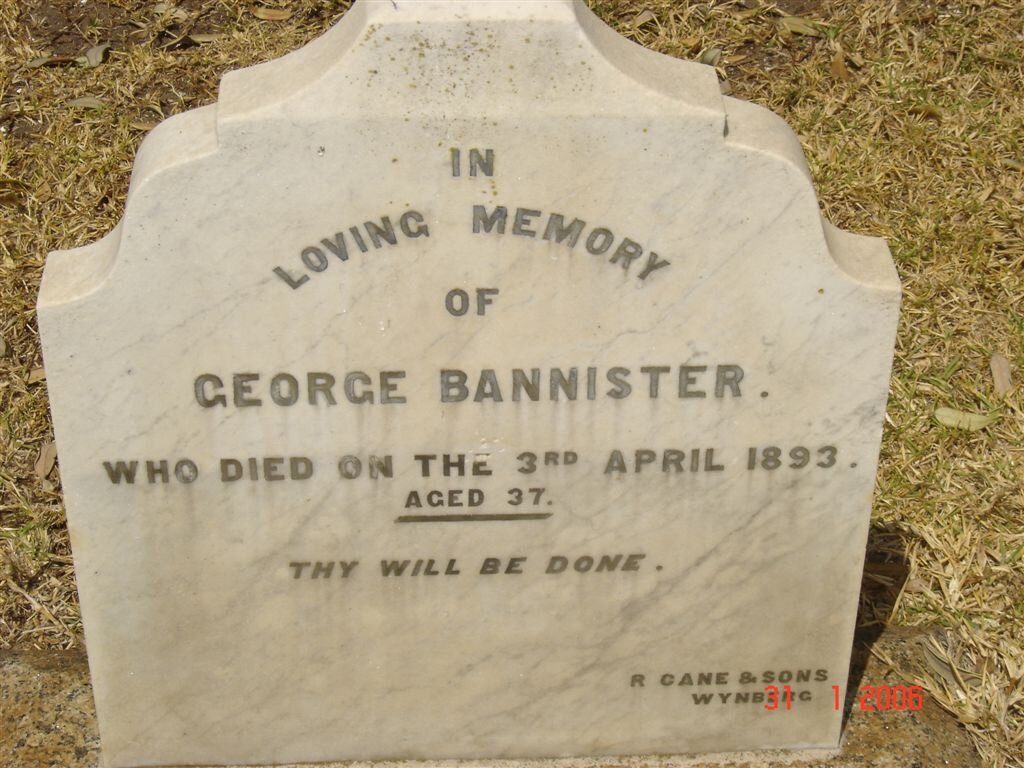 IN
LOVING MEMORY
OF
GEORGE BANNISTER.
WHO DIED ON THE 3RD APRIL 1893.
AGED 37.
THY WILL BE DONE.
R CANE & SONS
WYNBERG
31 1 2006